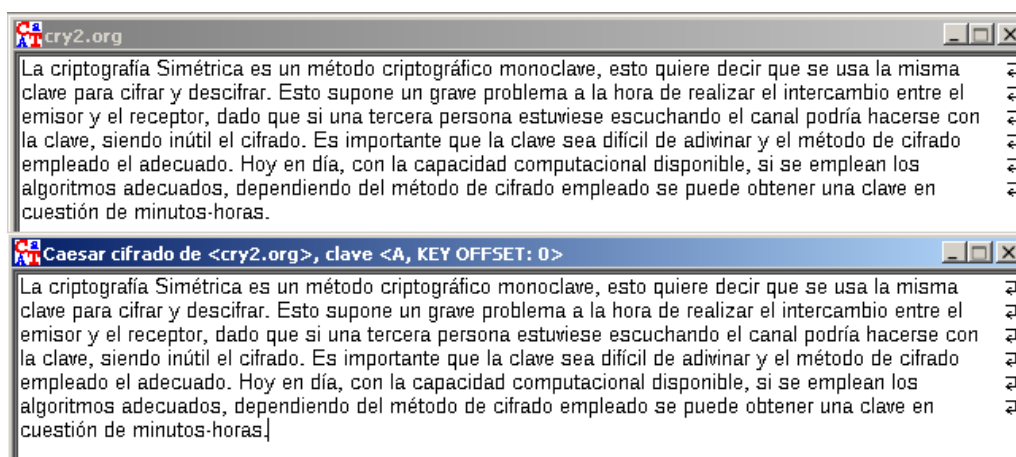 cry2.org
La criptografía Simétrica es un método criptográfico monoclave, esto quiere decir que se usa la misma
clave para cifrar y descifrar. Esto supone un grave problema a la hora de realizar el intercambio entre el
emisor y el receptor, dado que si una tercera persona estuviese escuchando el canal podría hacerse con
la clave, siendo inútil el cifrado. Es importante que la clave sea difícil de adivinar y el método de cifrado
empleado el adecuado. Hoy en día, con la capacidad computacional disponible, si se emplean los
algoritmos adecuados, dependiendo del método de cifrado empleado se puede obtener una clave en
cuestión de minutos-horas.
Caesar cifrado de <cry2.org>, clave <A, KEY OFFSET: 0>
La criptografía Simétrica es un método criptográfico monoclave, esto quiere decir que se usa la misma
clave para cifrar y descifrar. Esto supone un grave problema a la hora de realizar el intercambio entre el
emisor y el receptor, dado que si una tercera persona estuviese escuchando el canal podría hacerse con
la clave, siendo inútil el cifrado. Es importante que la clave sea difícil de adivinar y el método de cifrado
empleado el adecuado. Hoy en día, con la capacidad computacional disponible, si se emplean los
algoritmos adecuados, dependiendo del método de cifrado empleado se puede obtener una clave en
cuestión de minutos-horas.